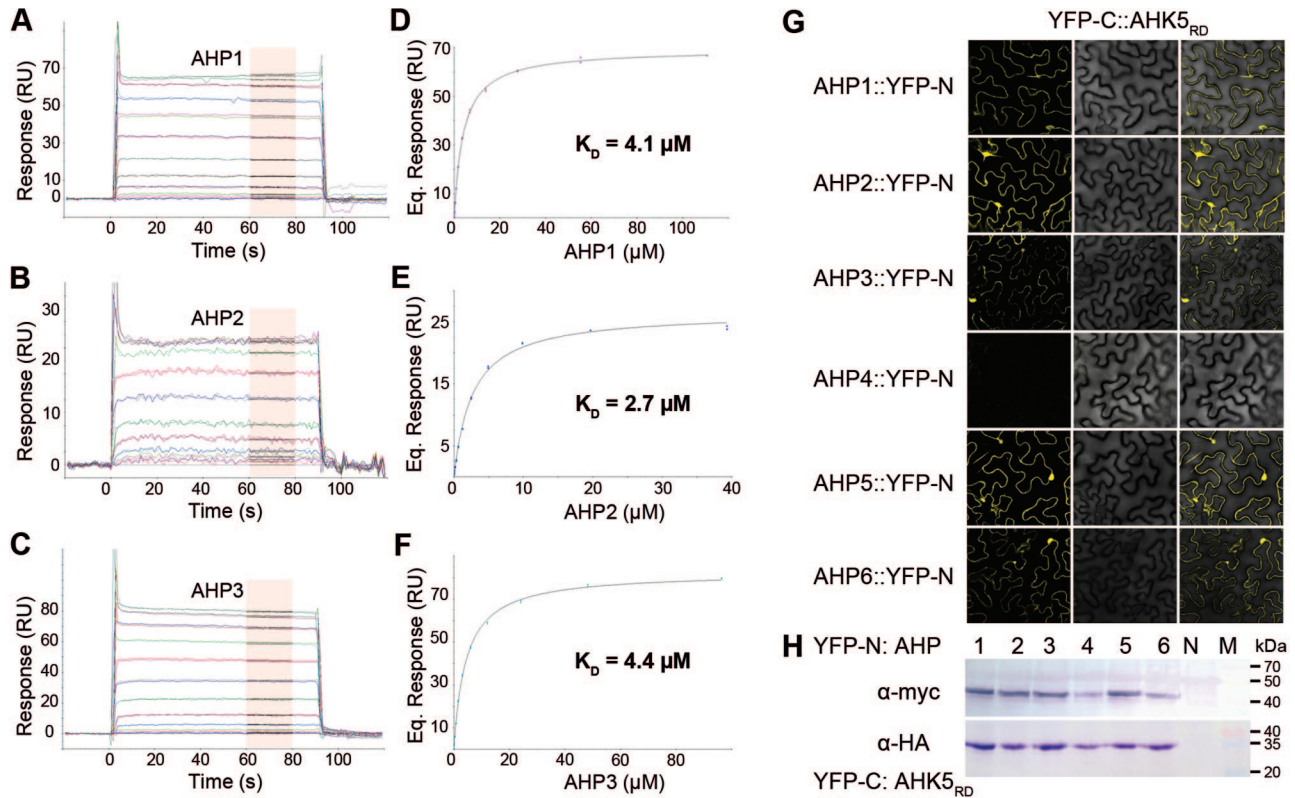 A
AHP1
Response (RU)
70
50
30
10
0
0 20 40 60 80 100
Time (s)
B
AHP2
Response (RU)
30
20
10
0
0 20 40 60 80 100
Time (s)
C
AHP3
Response (RU)
80
60
40
20
0
0 20 40 60 80 100
Time (s)
D
Eq. Response (RU)
70
50
30
10
KD = 4.1 µM
0 20 40 60 80 100
AHP1 (µM)
E
Eq. Response (RU)
25
15
5
KD = 2.7 µM
0 10 20 30 40
AHP2 (µM)
F
Eq. Response (RU)
70
50
30
10
KD = 4.4 µM
0 20 40 60 80
AHP3 (µM)
G
YFP-C::AHK5RD
AHP1::YFP-N
AHP2::YFP-N
AHP3::YFP-N
AHP4::YFP-N
AHP5::YFP-N
AHP6::YFP-N
H
YFP-N: AHP 1 2 3 4 5 6 N M kDa
α-myc
70
50
40
α-HA
40
35
20
YFP-C: AHK5RD